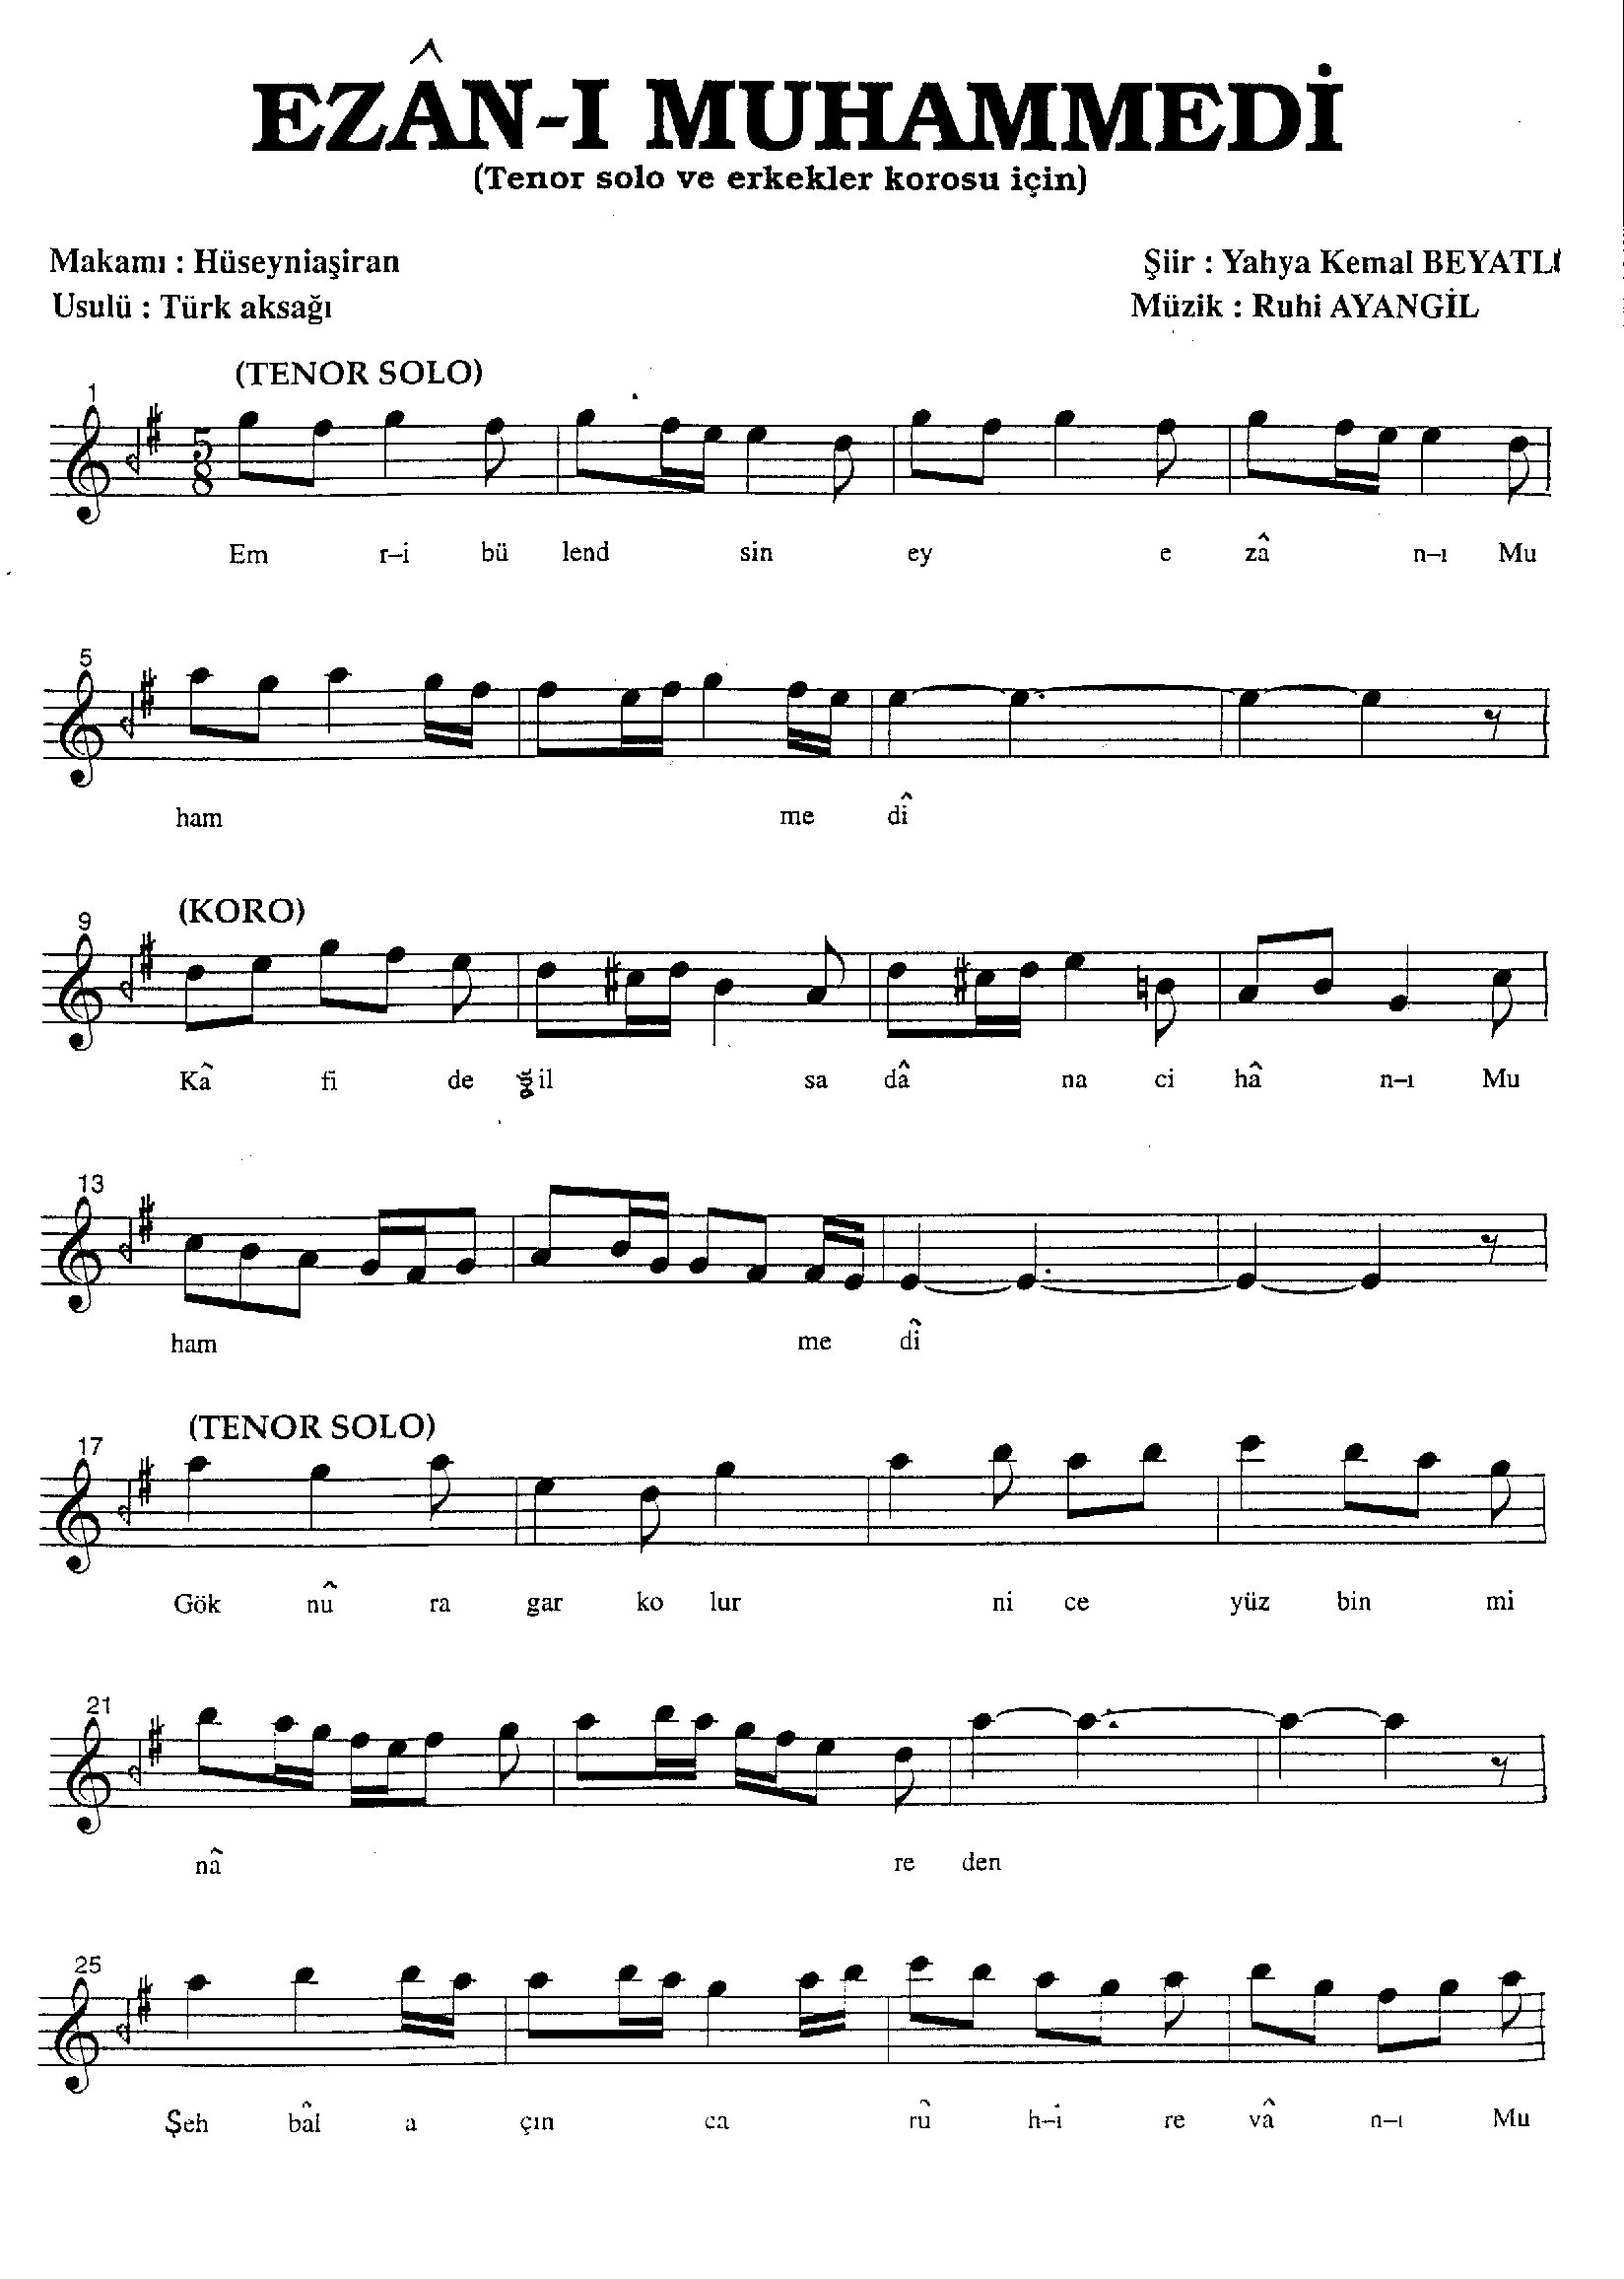 EZÂN-I MUHAMMEDİ
(Tenor solo ve erkekler korosu için)
Makamı : Hüseyniaşiran
Şiir : Yahya Kemal BEYATLI
Usulü : Türk aksağı
Müzik : Ruhi AYANGİL
(TENOR SOLO)
1
5
8
Em r-i bü lend sin ey e zâ n-ı Mu
5
ham me dî
(KORO)
9
Kâ fi de ğil sa dâ na ci hâ n-ı Mu
13
ham me dî
(TENOR SOLO)
17
Gök nû ra gar ko lur ni ce yüz bin mi
21
nâ re den
25
Şeh bâl a çın ca rû h-i re vâ n-ı Mu